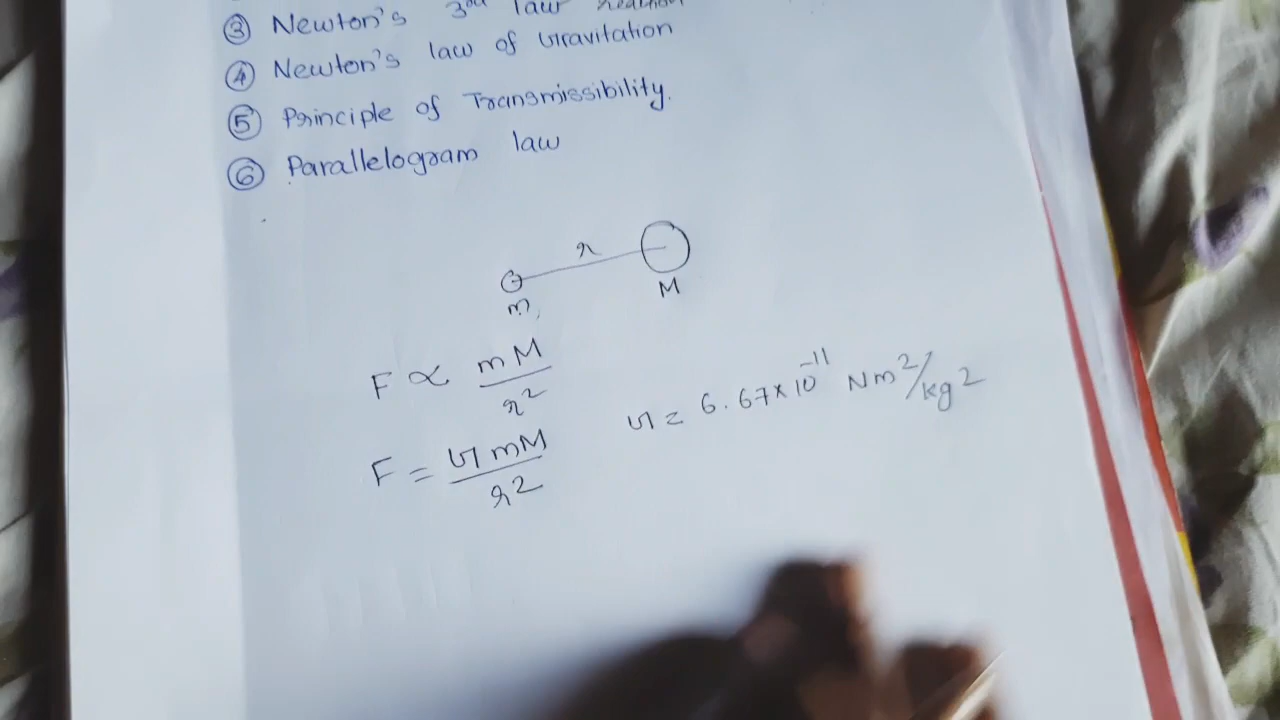 ③ Newton's 3rd law
④ Newton's law of Gravitation
⑤ Principle of Transmissibility.
⑥ Parallelogram law
r
m,
M
F ∝ mM / r²
G = 6.67×10⁻¹¹ Nm²/kg²
F = G mM / r²